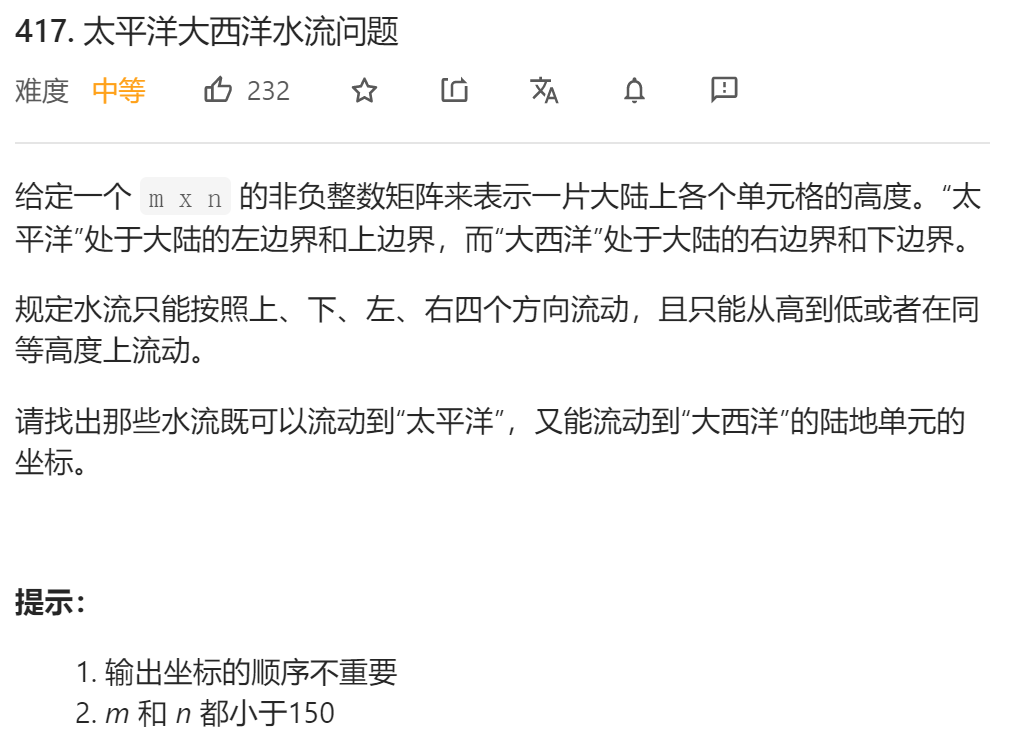 417. 太平洋大西洋水流问题
难度 中等 232
给定一个 m x n 的非负整数矩阵来表示一片大陆上各个单元格的高度。“太
平洋”处于大陆的左边界和上边界，而“大西洋”处于大陆的右边界和下边界。
规定水流只能按照上、下、左、右四个方向流动，且只能从高到低或者在同
等高度上流动。
请找出那些水流既可以流动到“太平洋”，又能流动到“大西洋”的陆地单元的
坐标。
提示：
1. 输出坐标的顺序不重要
2. m 和 n 都小于150